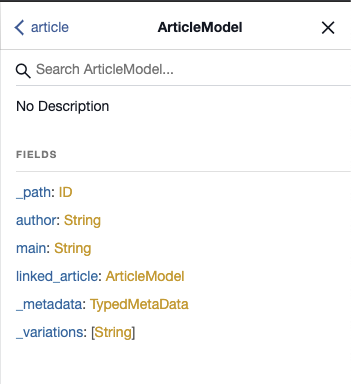 article
ArticleModel
Search ArticleModel...
No Description
FIELDS
_path: ID
author: String
main: String
linked_article: ArticleModel
_metadata: TypedMetaData
_variations: [String]